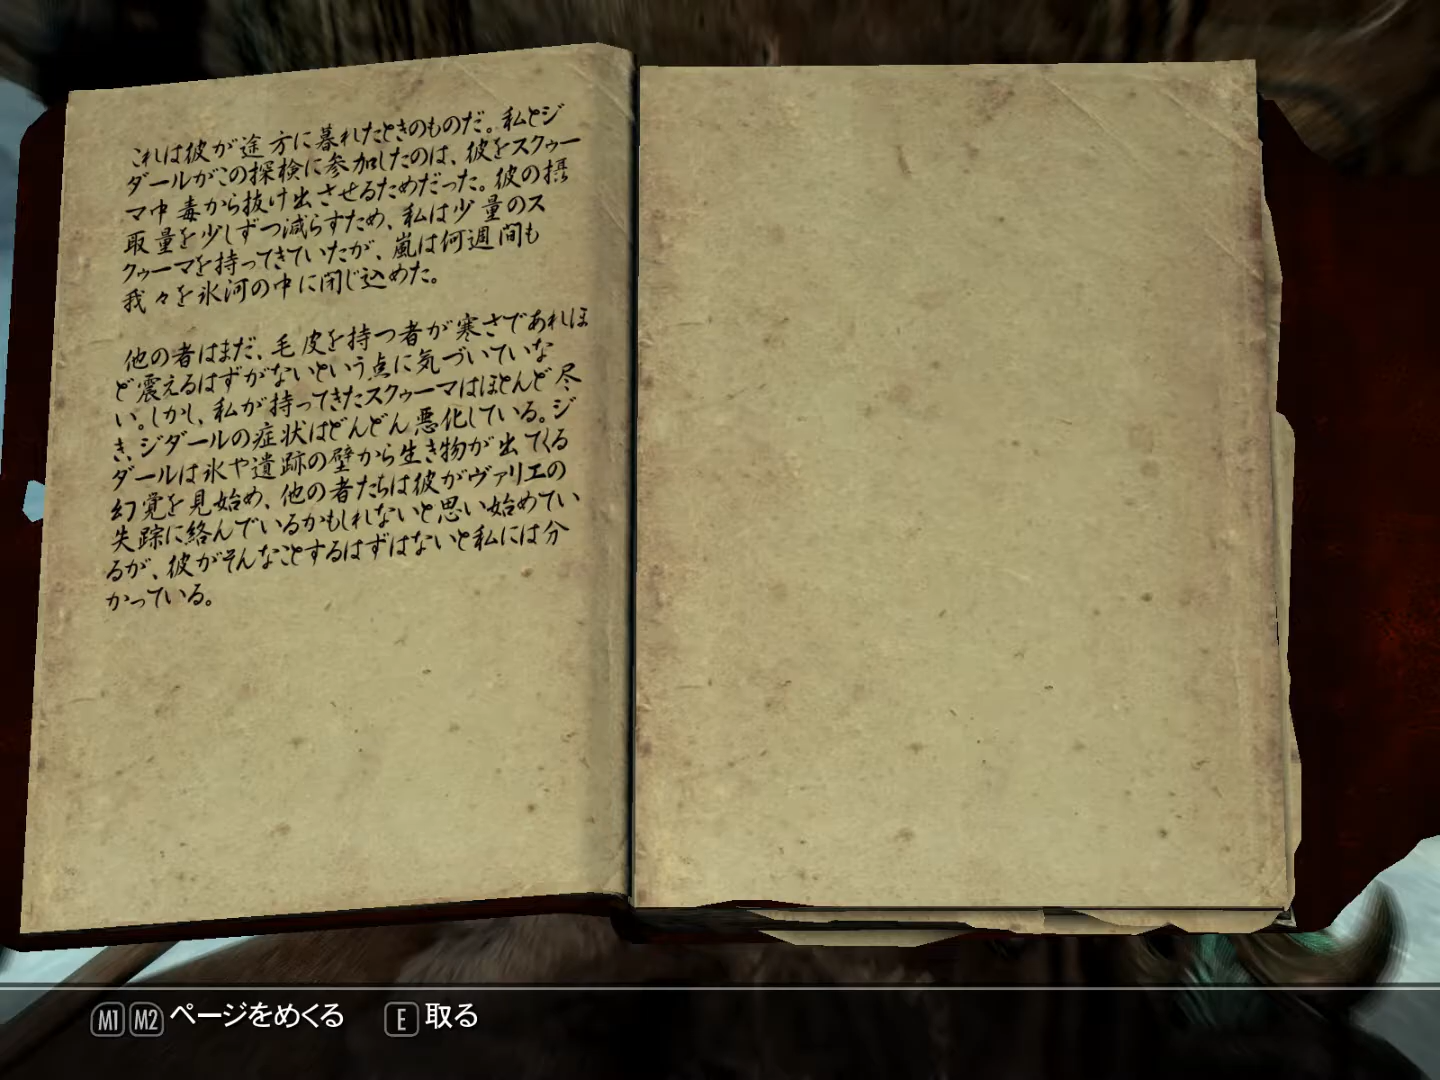 これは彼が途方に暮れたときのものだ。私とジ
ダールがこの探検に参加したのは、彼をスクゥー
マ中毒から抜け出させるためだった。彼の摂
取量を少しずつ減らすため、私は少量のス
クゥーマを持ってきていたが、嵐は何週間も
我々を氷河の中に閉じ込めた。
他の者はまだ、毛皮を持つ者が寒さであれほ
ど震えるはずがないという点に気づいていな
い。しかし、私が持ってきたスクゥーマはほとんど尽
き、ジダールの症状はどんどん悪化している。ジ
ダールは氷や遺跡の壁から生き物が出てくる
幻覚を見始め、他の者たちは彼がヴァリエの
失踪に絡んでいるかもしれないと思い始めてい
るが、彼がそんなことするはずはないと私には分
かっている。
M1 M2 ページをめくる E 取る